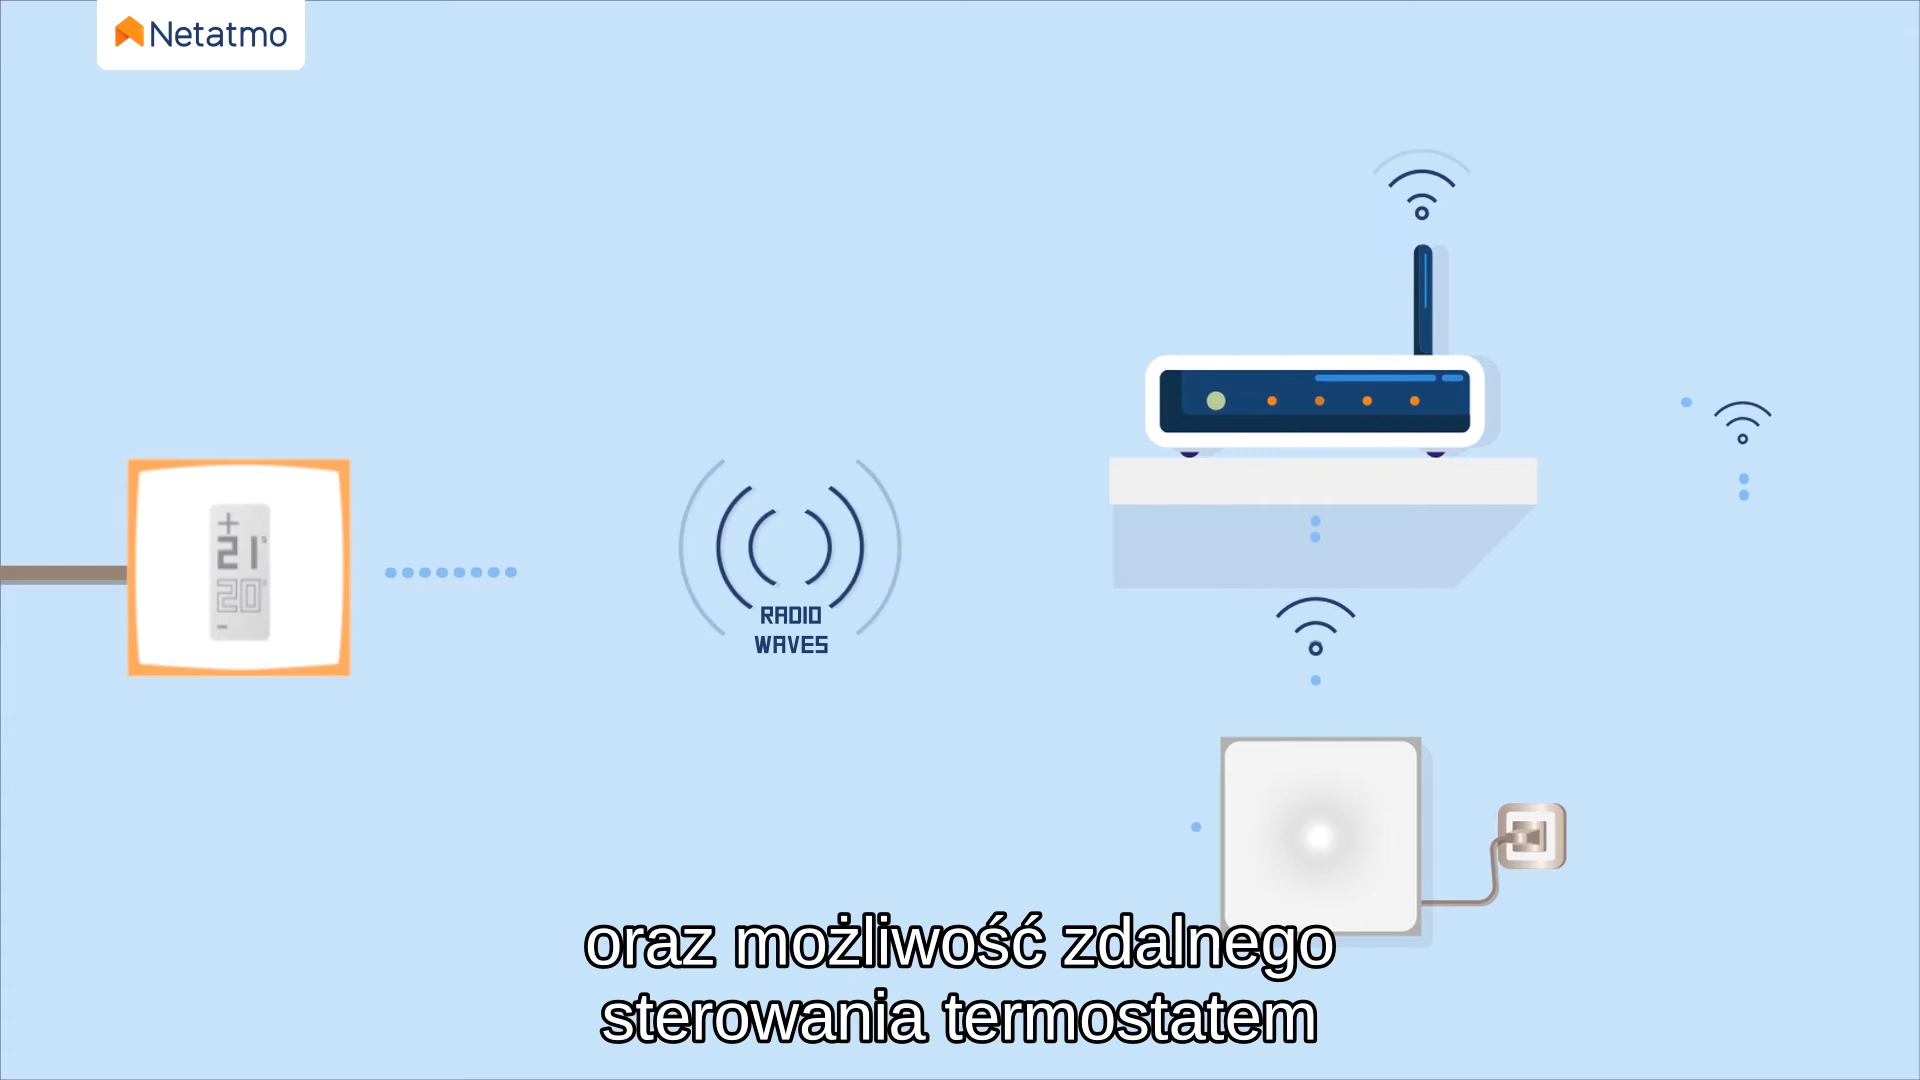 Netatmo
+
21°
20°
-
RADIO
WAVES
oraz możliwość zdalnego
sterowania termostatem